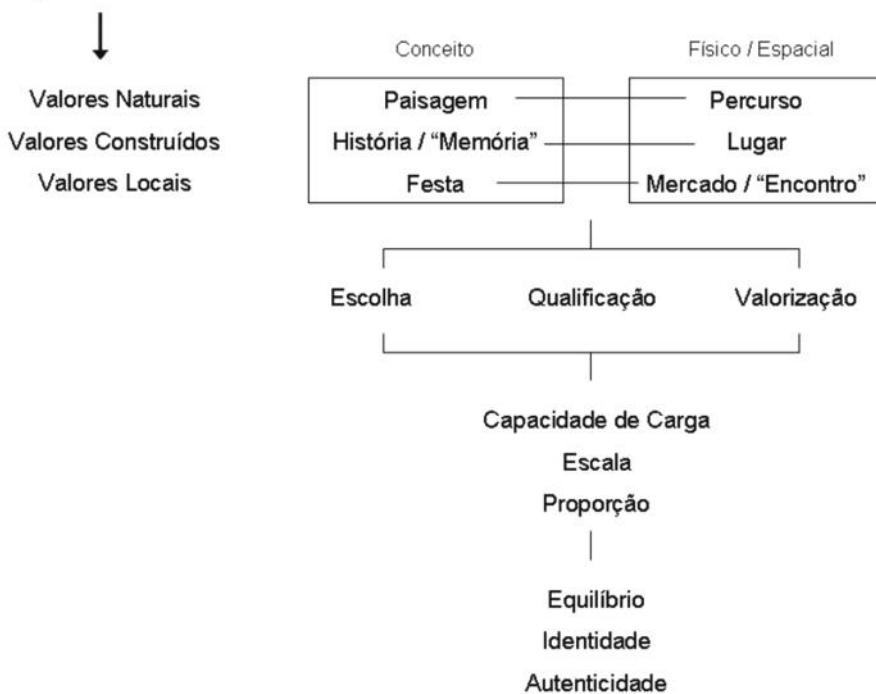 Conceito Físico / Espacial
Valores Naturais Paisagem Percurso
Valores Construídos História / “Memória” Lugar
Valores Locais Festa Mercado / “Encontro”
Escolha Qualificação Valorização
Capacidade de Carga
Escala
Proporção
Equilíbrio
Identidade
Autenticidade